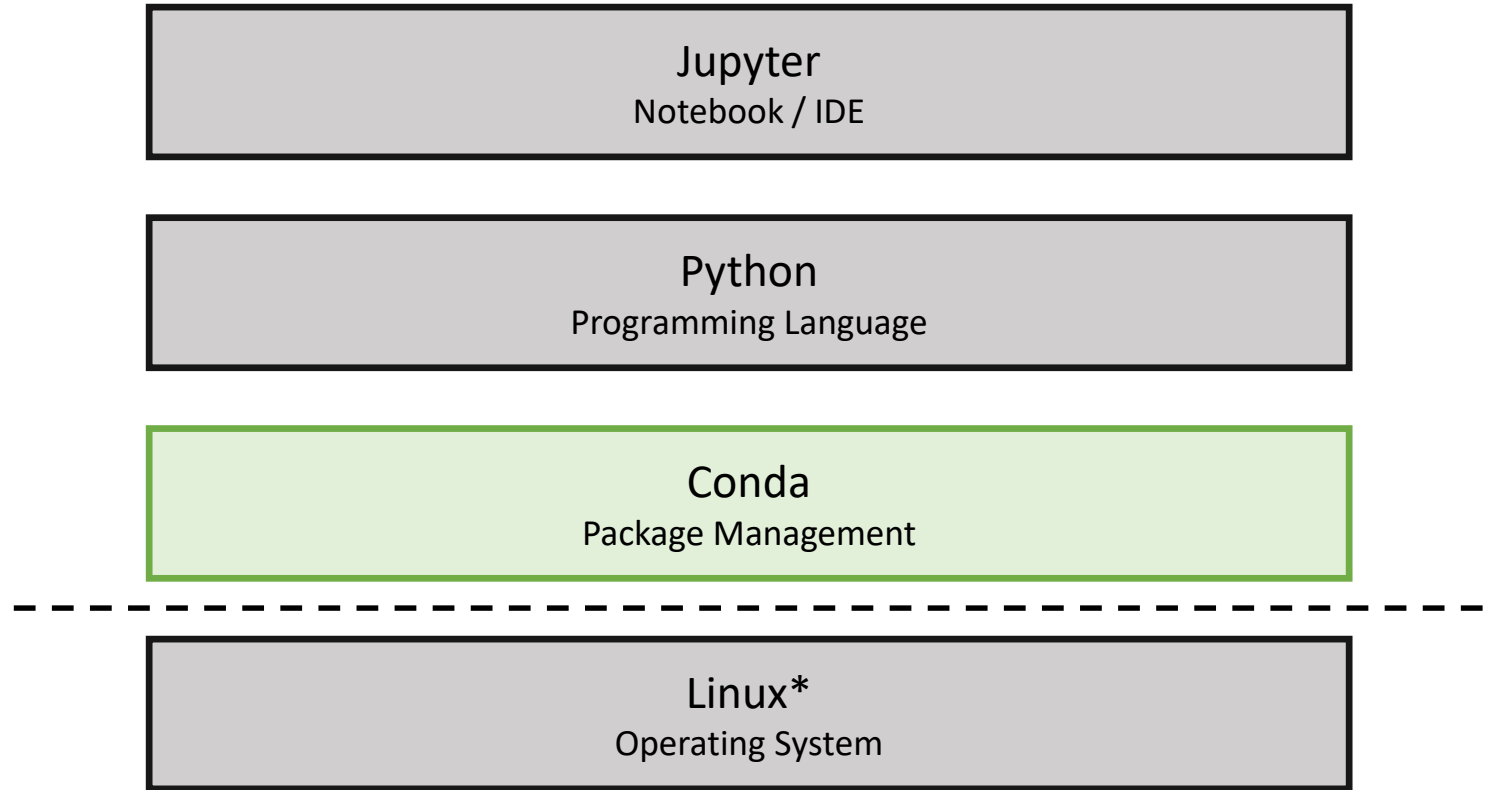 Jupyter
Notebook / IDE
Python
Programming Language
Conda
Package Management
Linux*
Operating System